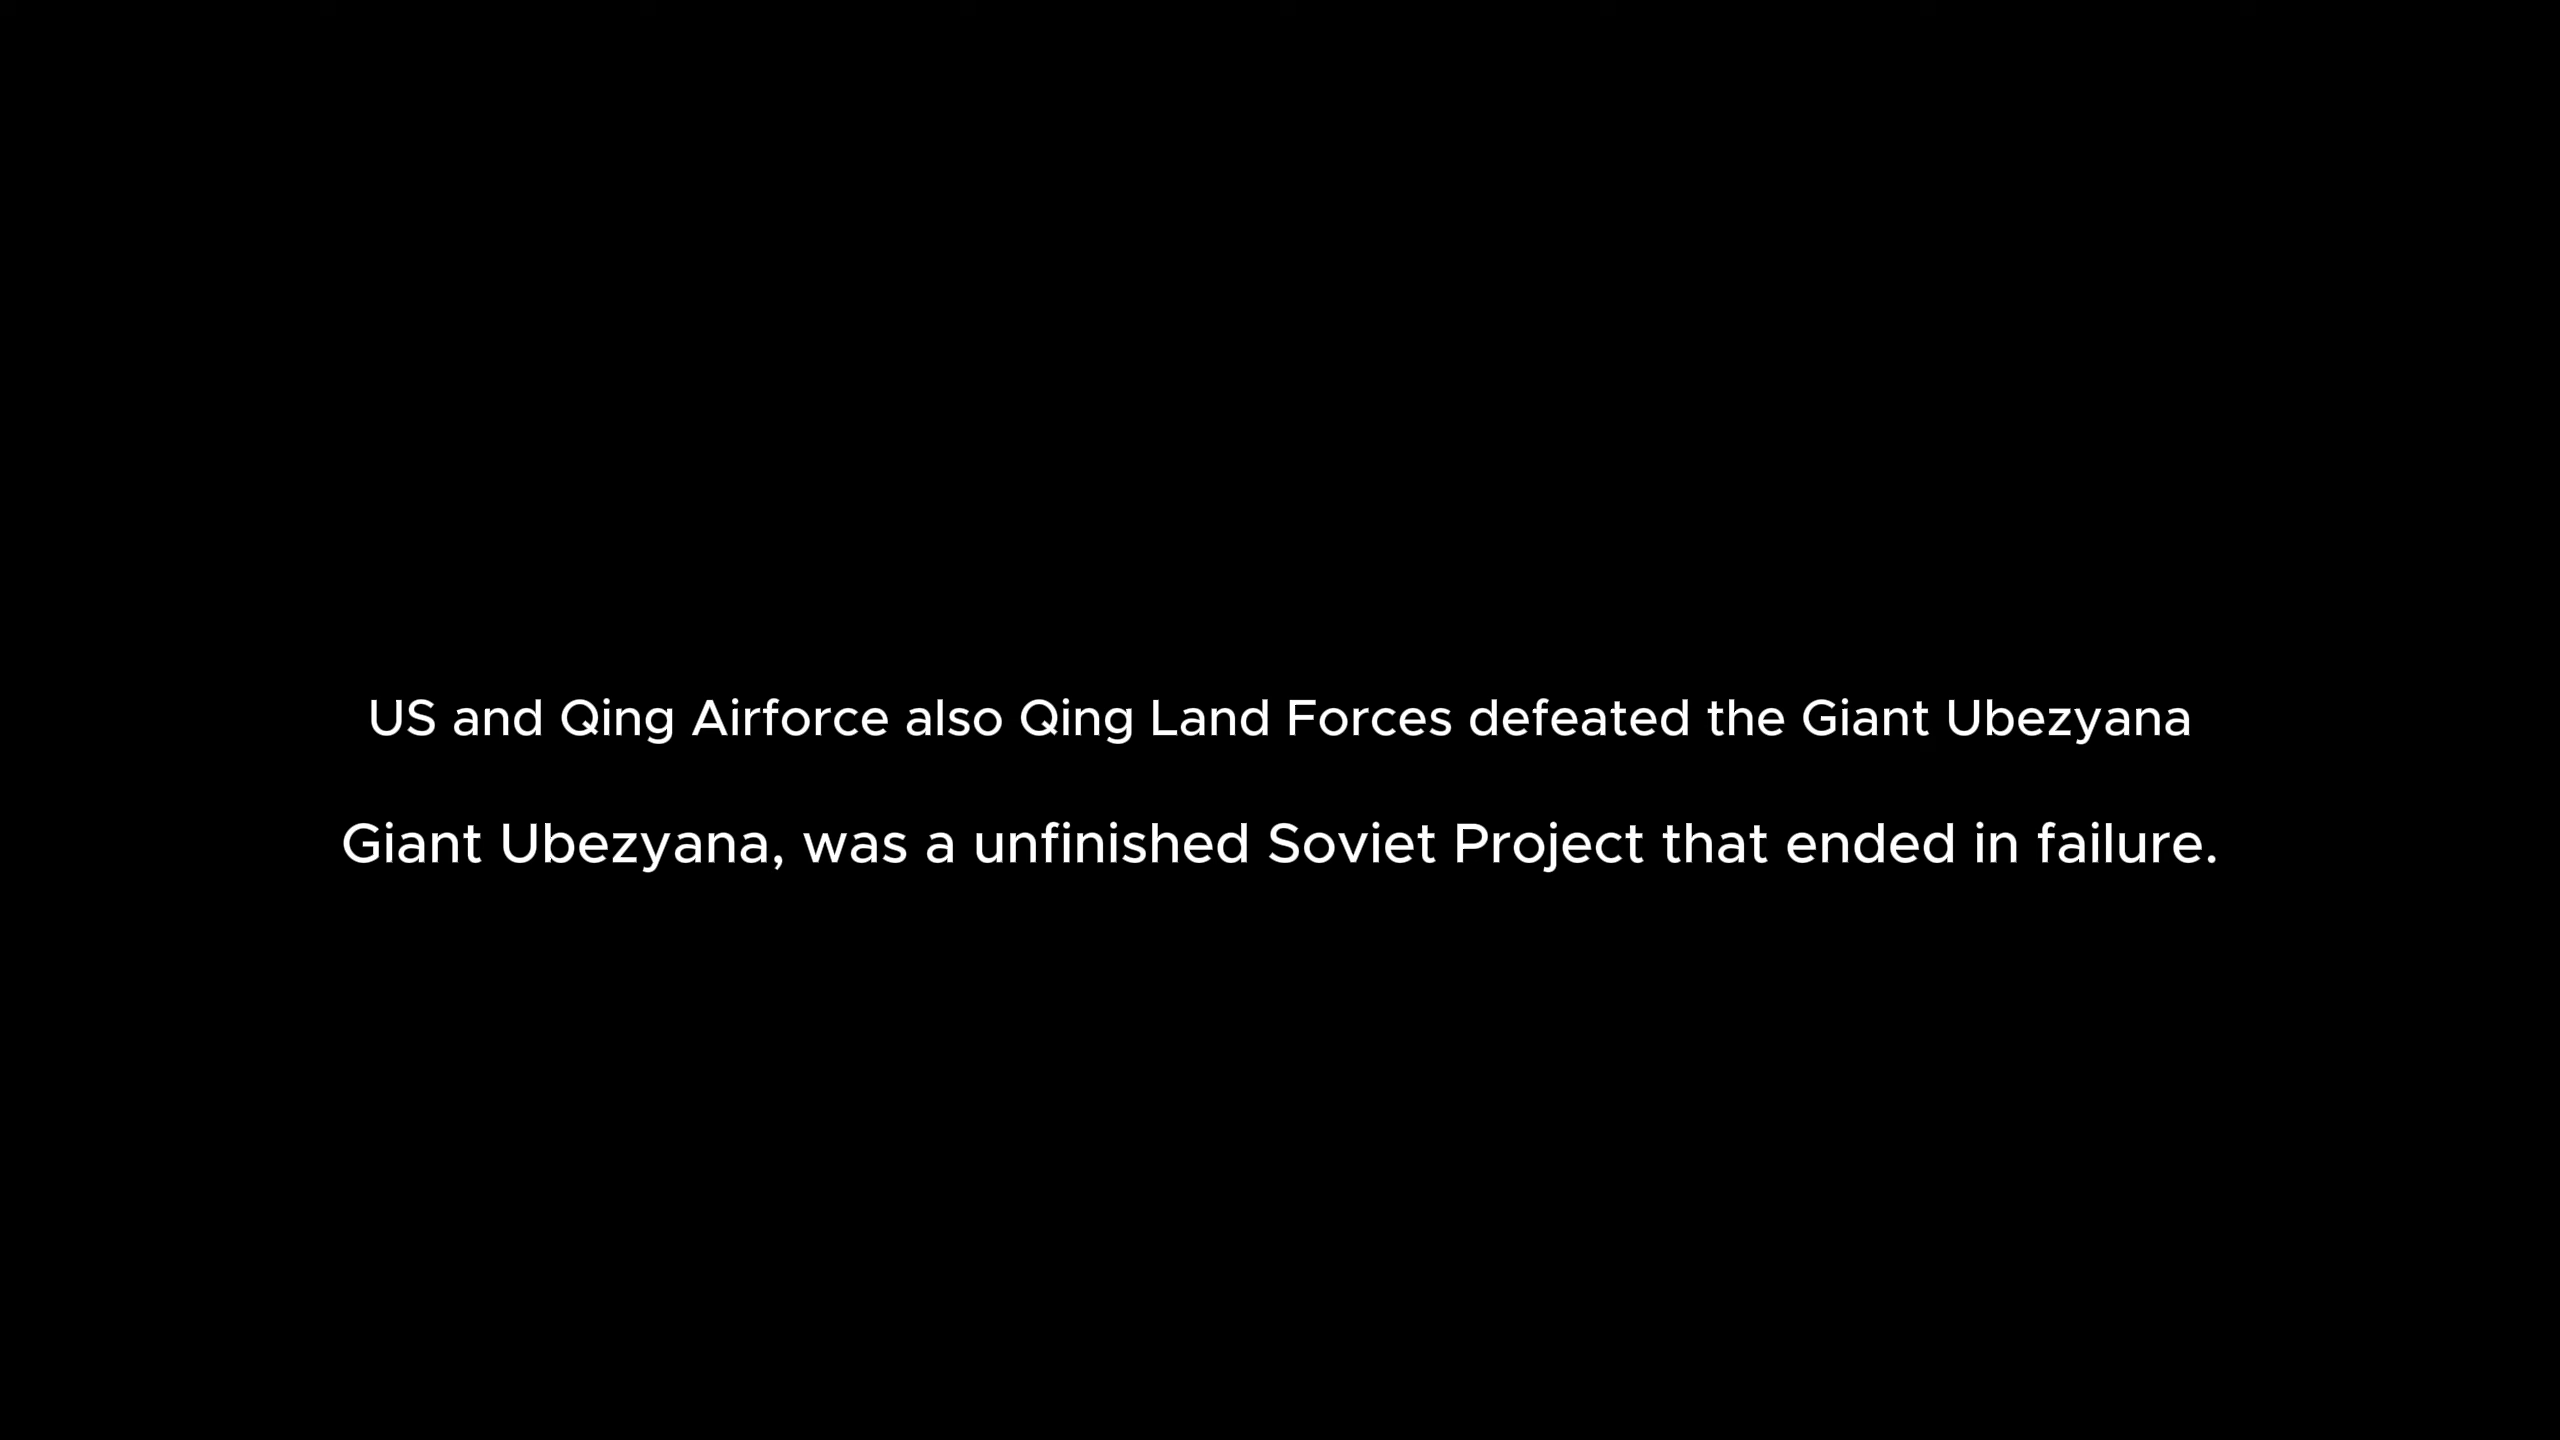 US and Qing Airforce also Qing Land Forces defeated the Giant Ubezyana
Giant Ubezyana, was a unfinished Soviet Project that ended in failure.